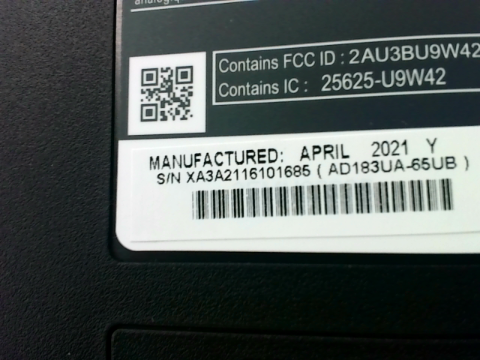 Contains FCC ID : 2AU3BU9W42
Contains IC : 25625-U9W42
MANUFACTURED: APRIL 2021 Y
S/N XA3A2116101685 ( AD183UA-65UB )